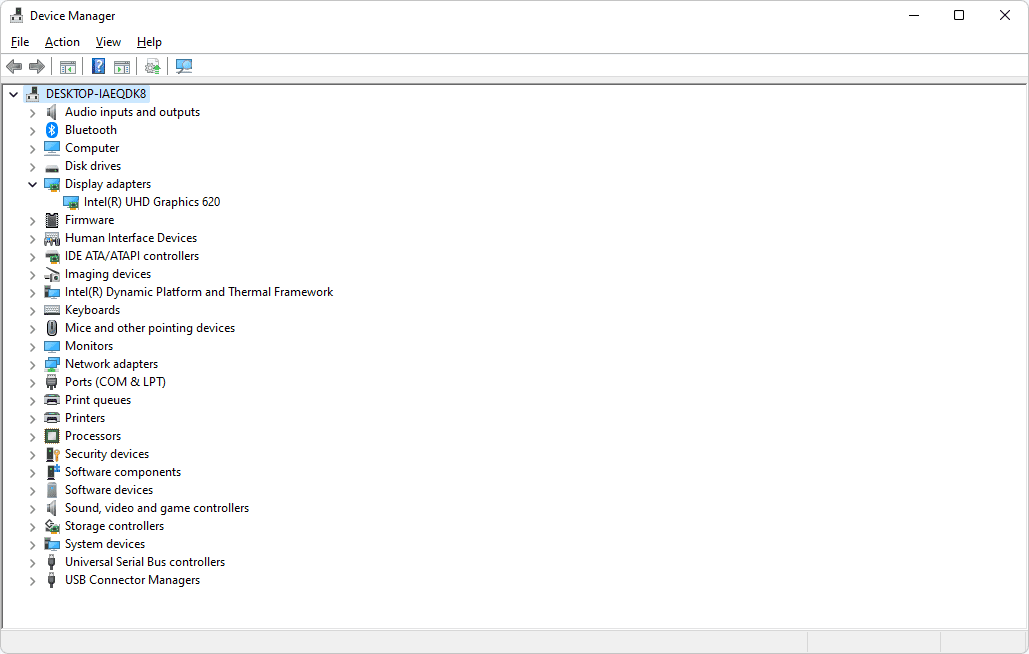 Device Manager
File Action View Help
DESKTOP-IAEQDK8
Audio inputs and outputs
Bluetooth
Computer
Disk drives
Display adapters
Intel(R) UHD Graphics 620
Firmware
Human Interface Devices
IDE ATA/ATAPI controllers
Imaging devices
Intel(R) Dynamic Platform and Thermal Framework
Keyboards
Mice and other pointing devices
Monitors
Network adapters
Ports (COM & LPT)
Print queues
Printers
Processors
Security devices
Software components
Software devices
Sound, video and game controllers
Storage controllers
System devices
Universal Serial Bus controllers
USB Connector Managers